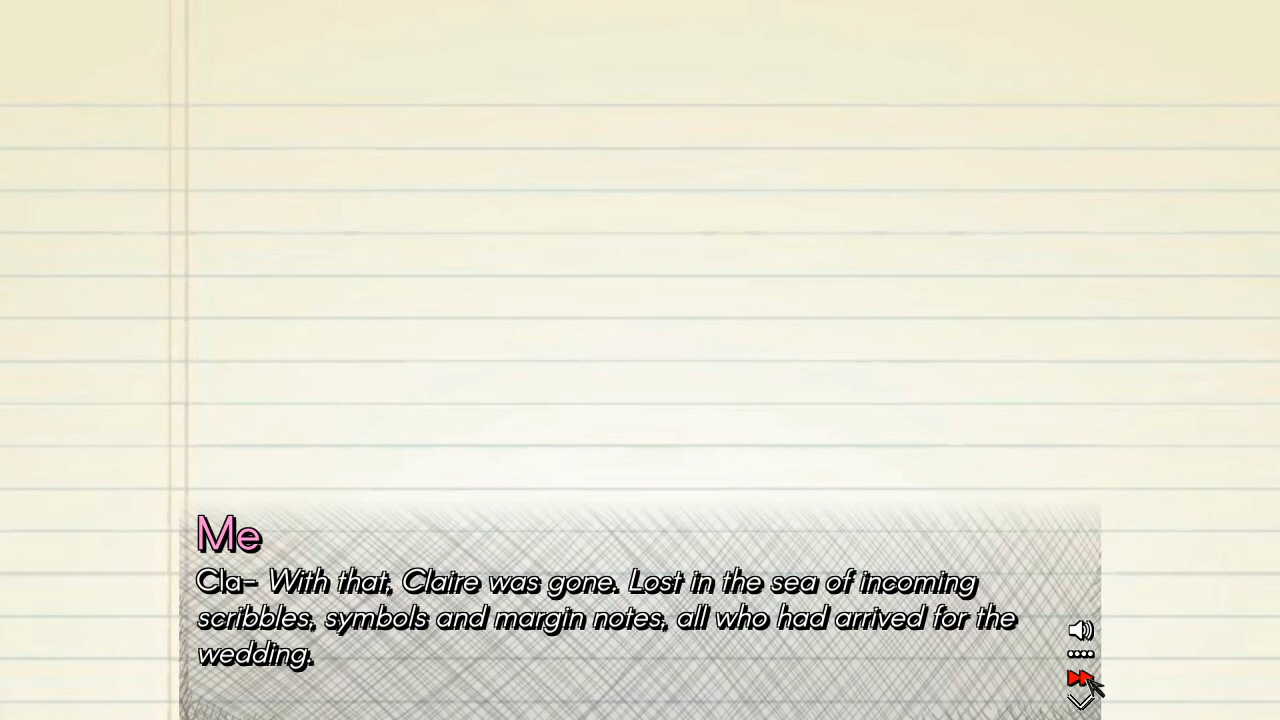 Me
Cla- With that, Claire was gone. Lost in the sea of incoming
scribbles, symbols and margin notes, all who had arrived for the
wedding.